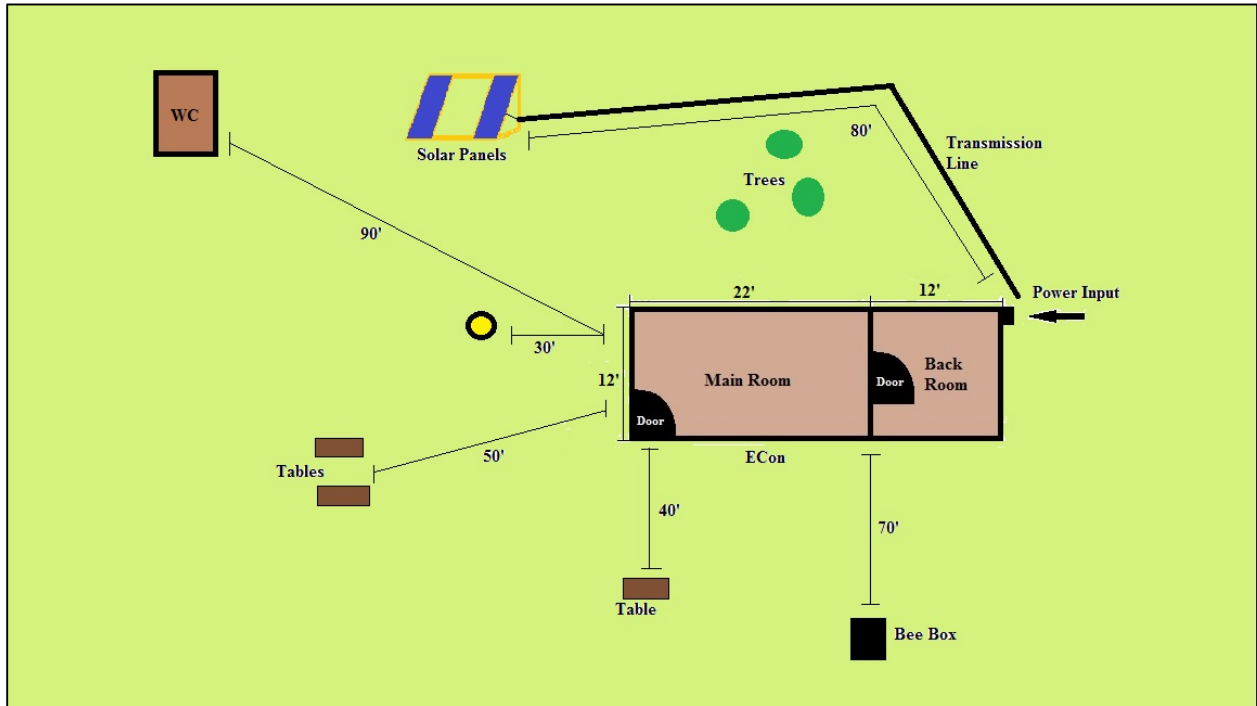 WC
Solar Panels
80'
Transmission
Line
Trees
90'
22'
12'
Power Input
30'
12'
Main Room
Door
Back
Room
Door
Tables
50'
ECon
40'
70'
Table
Bee Box